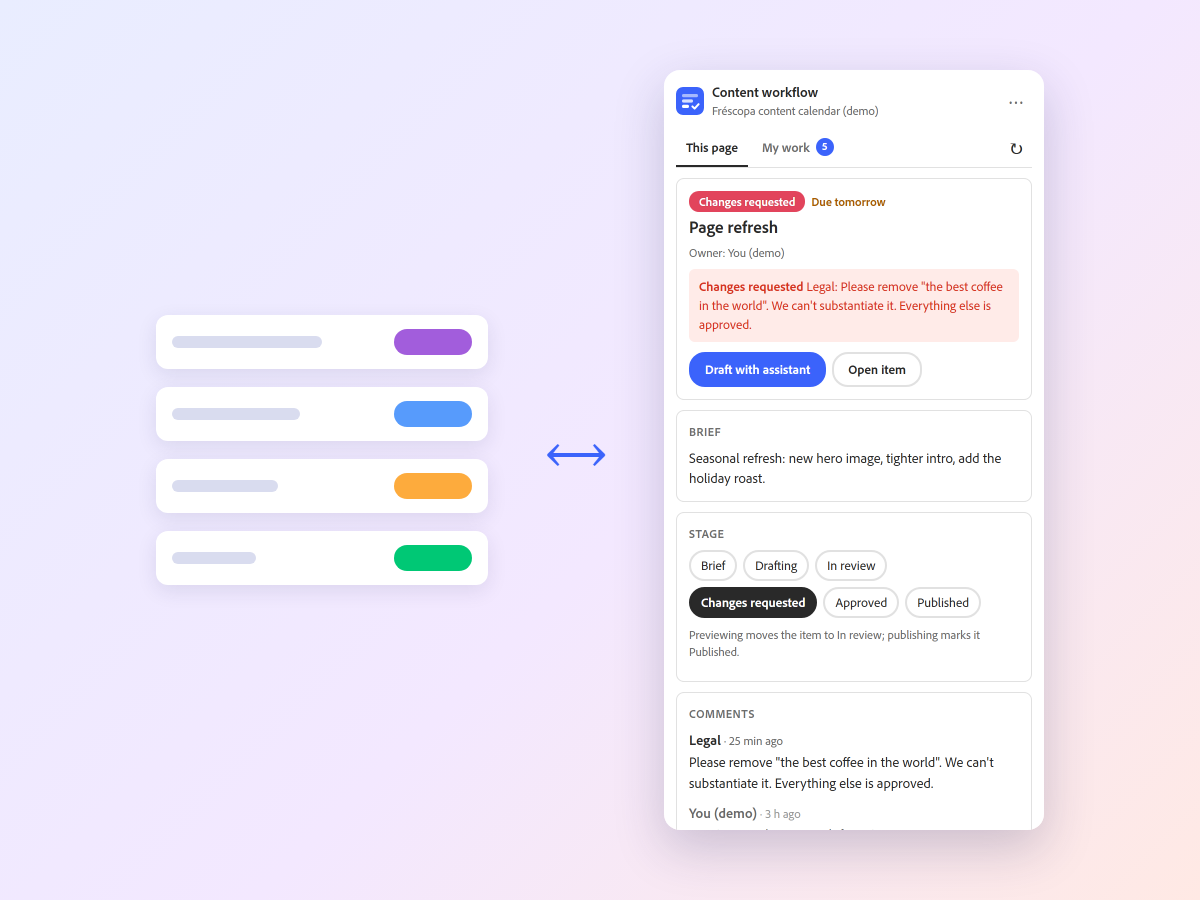 Content workflow
Fréscopa content calendar (demo)
...
This page
My work 5
Changes requested Due tomorrow
Page refresh
Owner: You (demo)
Changes requested Legal: Please remove "the best coffee
in the world". We can't substantiate it. Everything else is
approved.
Draft with assistant
Open item
BRIEF
Seasonal refresh: new hero image, tighter intro, add the
holiday roast.
STAGE
Brief
Drafting
In review
Changes requested
Approved
Published
Previewing moves the item to In review; publishing marks it
Published.
COMMENTS
Legal · 25 min ago
Please remove "the best coffee in the world". We can't
substantiate it. Everything else is approved.
You (demo) · 3 h ago